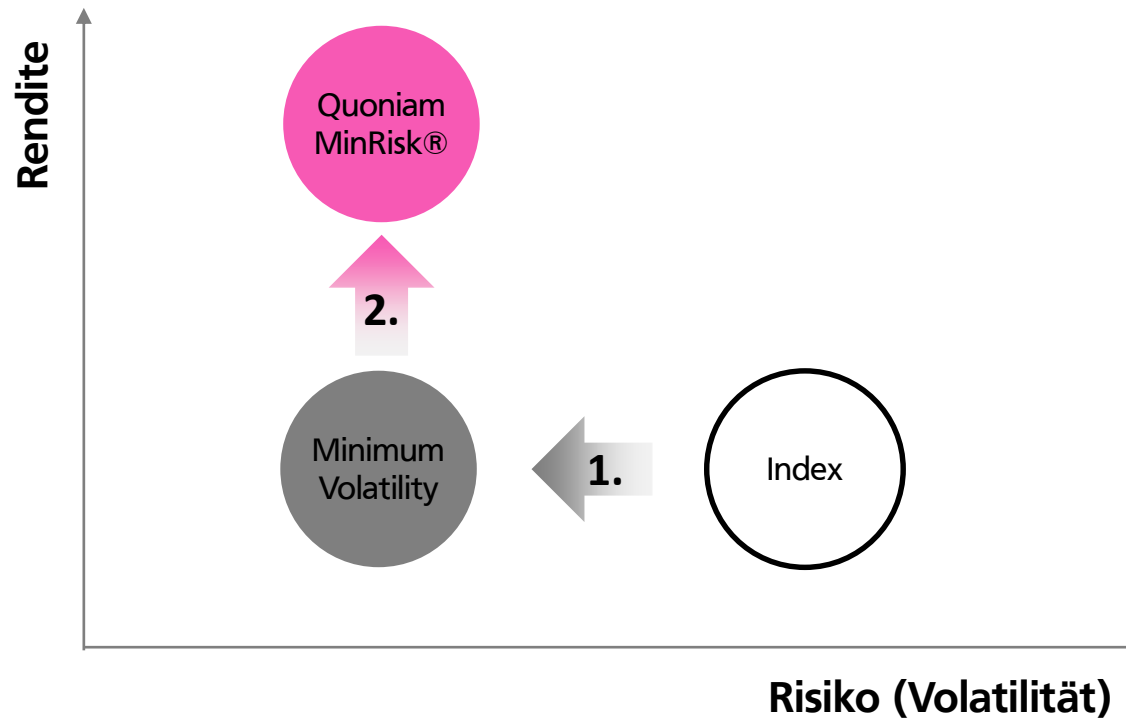 Rendite
Quoniam
MinRisk®
2.
Minimum
Volatility
1.
Index
Risiko (Volatilität)